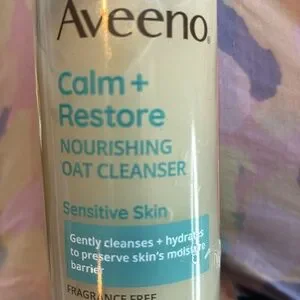 Aveeno®
Calm +
Restore
NOURISHING
OAT CLEANSER
Sensitive Skin
Gently cleanses + hydrates
to preserve skin's moisture
barrier
FRAGRANCE FREE